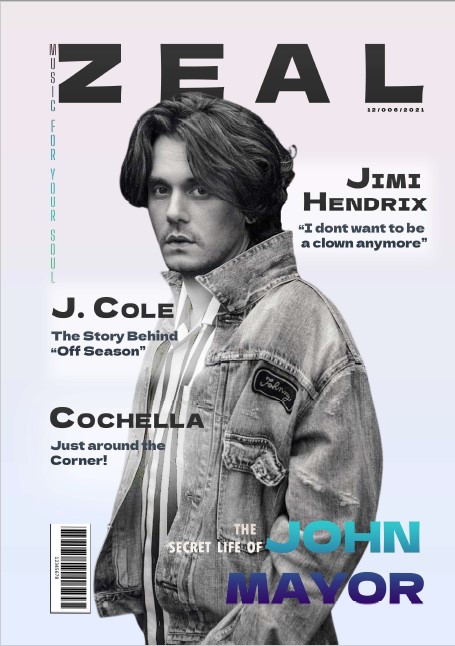 ZEAL
12/006/2021
MUSIC FOR YOUR SOUL
JIMI
HENDRIX
“I dont want to be
a clown anymore”
J. COLE
The Story Behind
“Off Season”
COCHELLA
Just around the
Corner!
Johnny
THE
SECRET LIFE OF JOHN
MAYOR